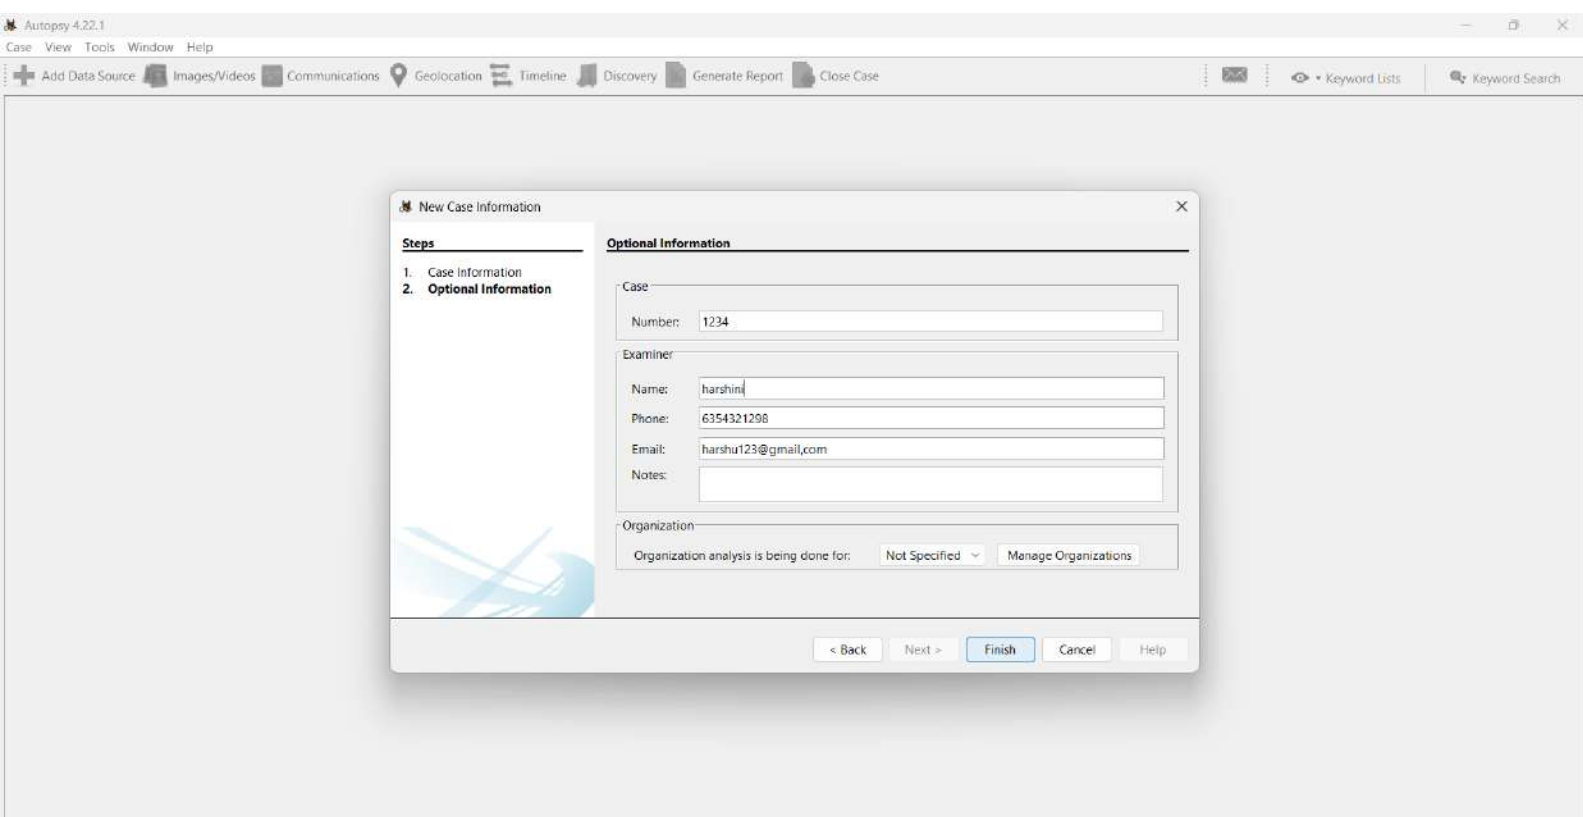 Autopsy 4.22.1
Case View Tools Window Help
Add Data Source Images/Videos Communications Geolocation Timeline Discovery Generate Report Close Case Keyword Lists Keyword Search
New Case Information
Steps
1. Case Information
2. Optional Information
Optional Information
Case
Number: 1234
Examiner
Name: harshini
Phone: 6354321298
Email: harshu123@gmail,com
Notes:
Organization
Organization analysis is being done for: Not Specified Manage Organizations
< Back Next > Finish Cancel Help